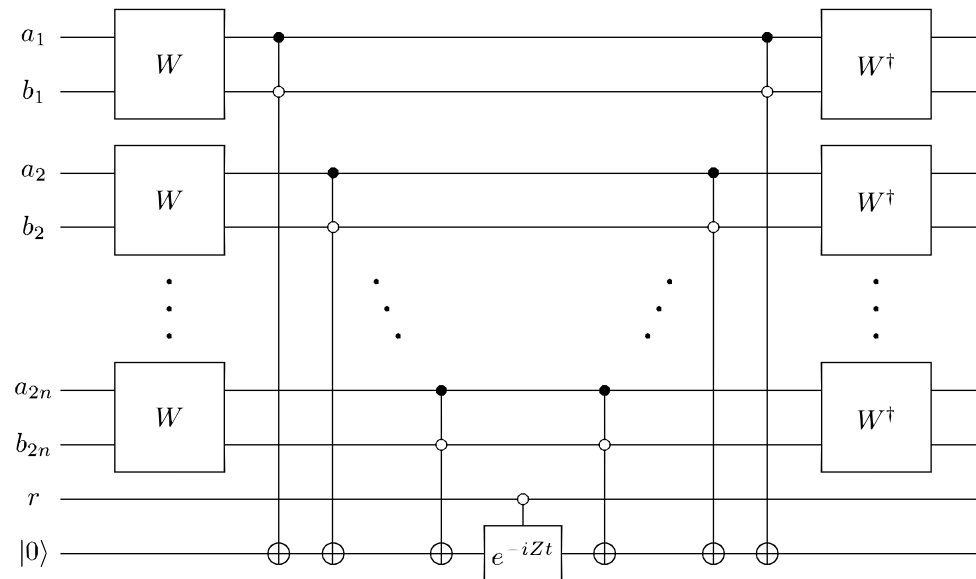 a₁ W W†
b₁
a₂ W W†
b₂
a₂ₙ W W†
b₂ₙ
r
|0⟩ e^{-iZt}